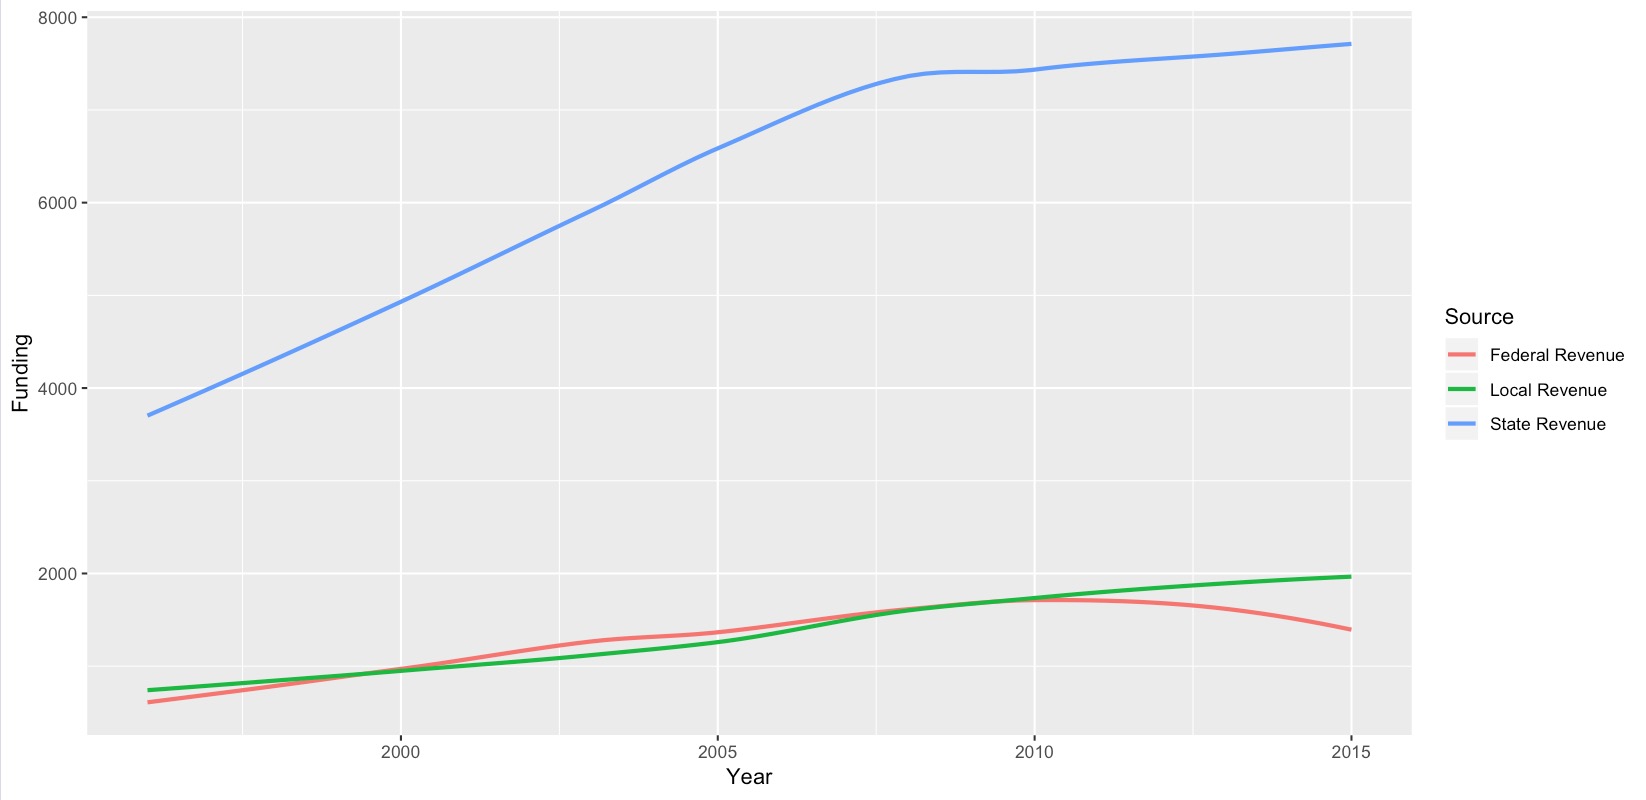 8000
6000
4000
2000
Funding
2000
2005
2010
2015
Year
Source
Federal Revenue
Local Revenue
State Revenue